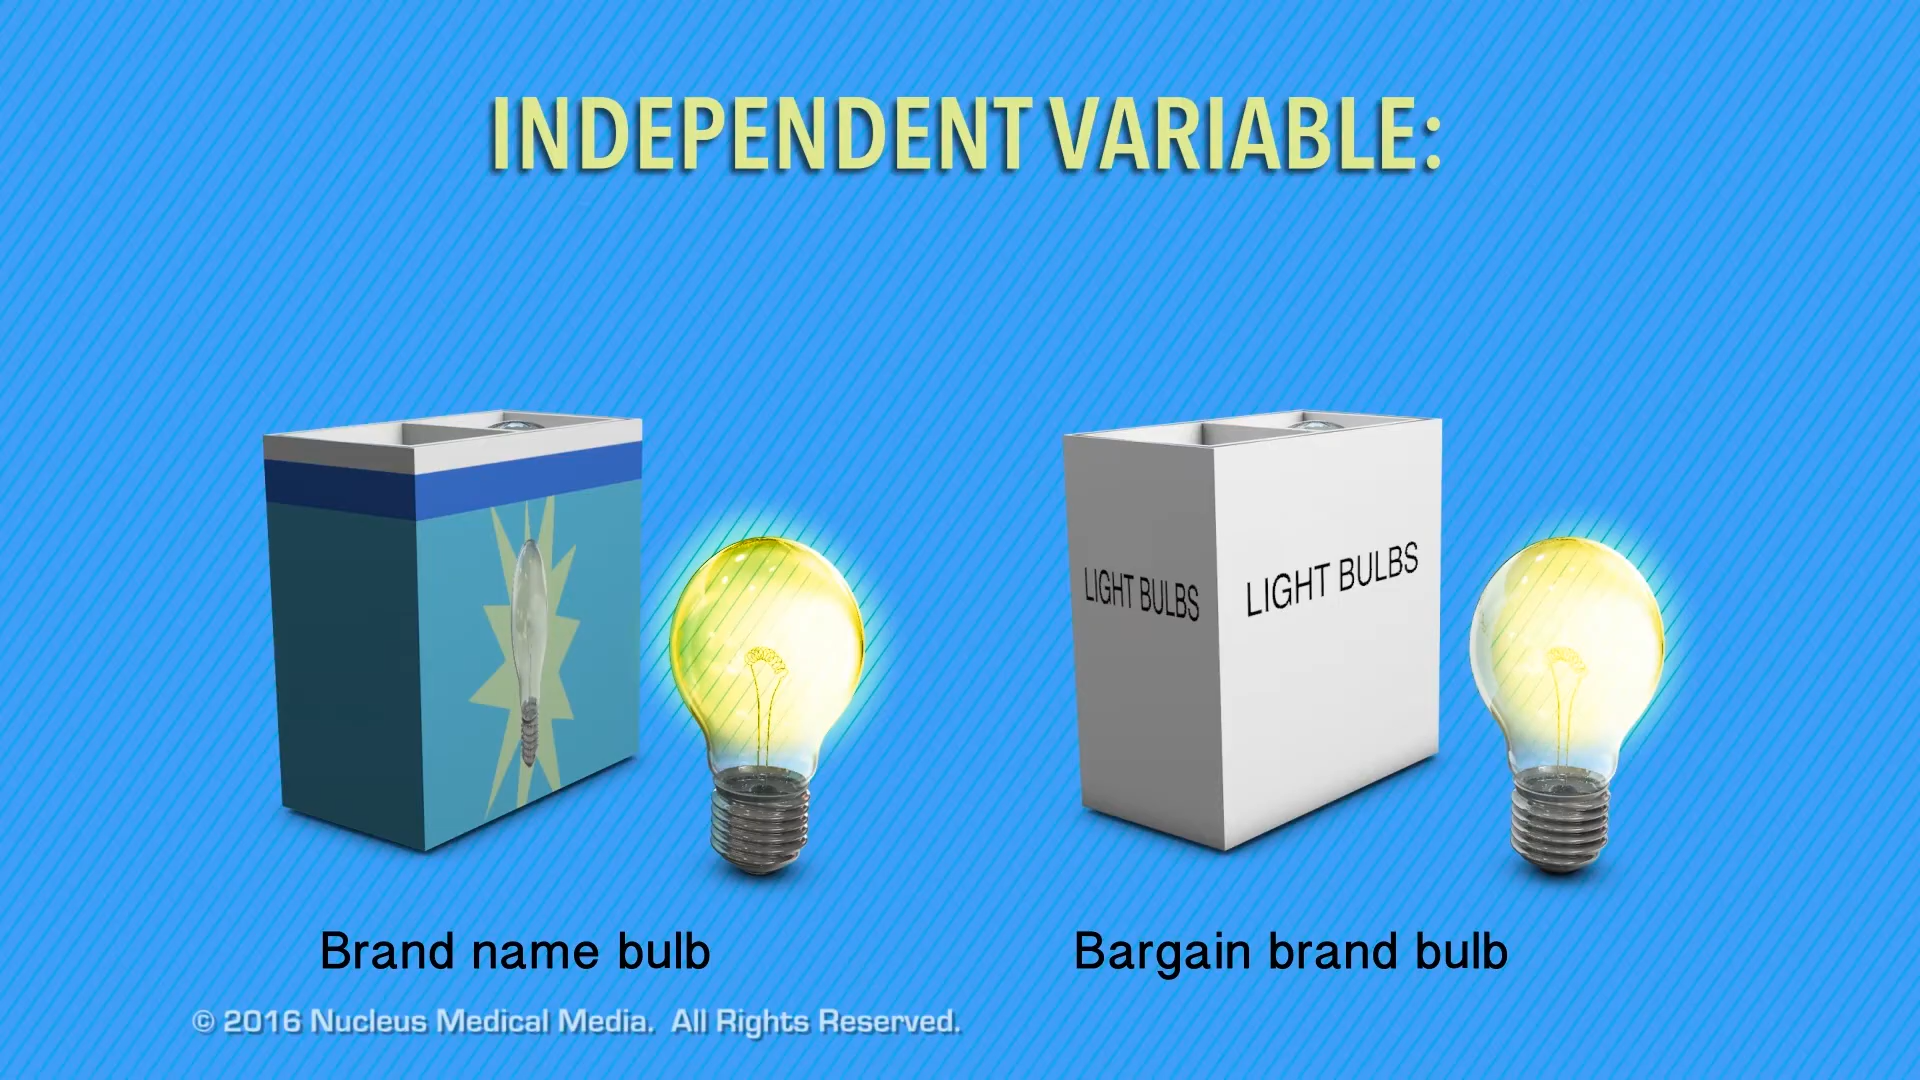 INDEPENDENT VARIABLE:
LIGHT BULBS
LIGHT BULBS
Brand name bulb
Bargain brand bulb
© 2016 Nucleus Medical Media. All Rights Reserved.